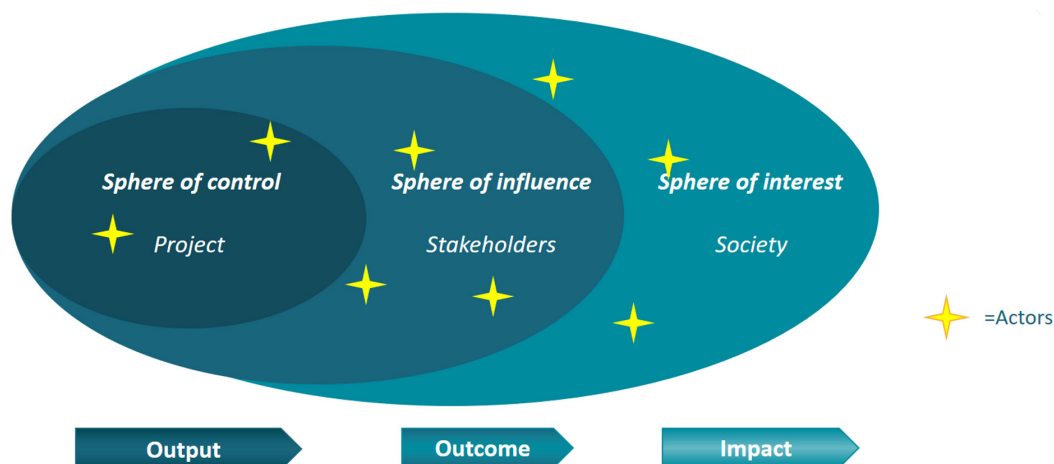 Sphere of control
Sphere of influence
Sphere of interest
Project
Stakeholders
Society
=Actors
Output
Outcome
Impact